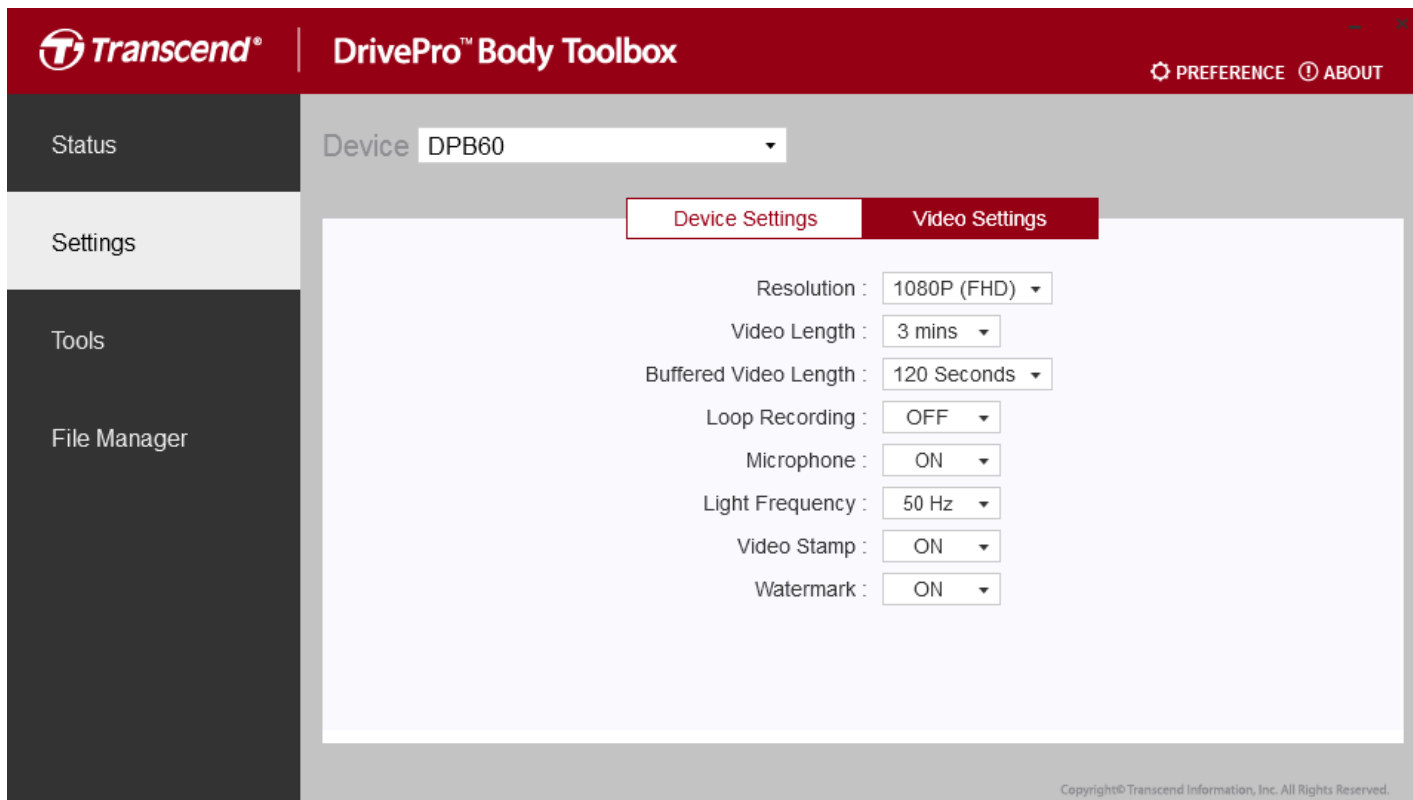 Transcend®
DrivePro™ Body Toolbox
PREFERENCE ABOUT
Status
Settings
Tools
File Manager
Device DPB60
Device Settings Video Settings
Resolution : 1080P (FHD)
Video Length : 3 mins
Buffered Video Length : 120 Seconds
Loop Recording : OFF
Microphone : ON
Light Frequency : 50 Hz
Video Stamp : ON
Watermark : ON
Copyright© Transcend Information, Inc. All Rights Reserved.